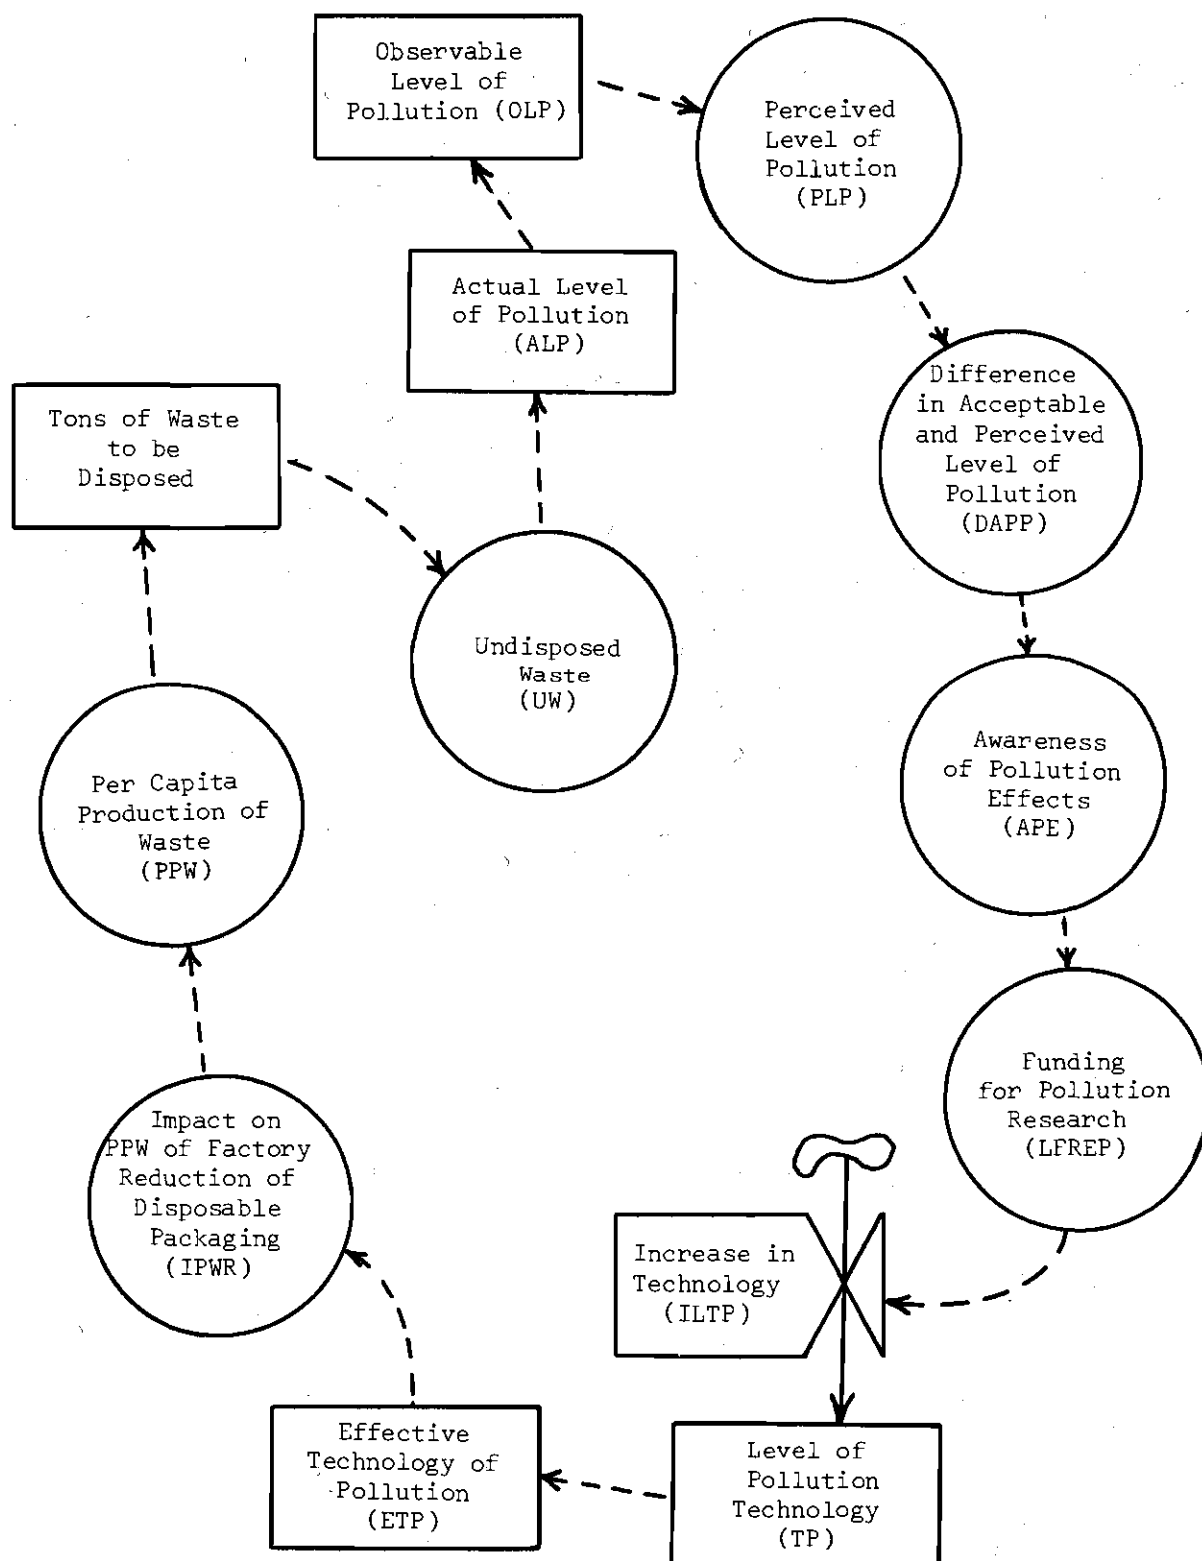 Observable
Level of
Pollution (OLP)
Perceived
Level of
Pollution
(PLP)
Actual Level
of Pollution
(ALP)
Difference
in Acceptable
and Perceived
Level of
Pollution
(DAPP)
Tons of Waste
to be
Disposed
Undisposed
Waste
(UW)
Awareness
of Pollution
Effects
(APE)
Per Capita
Production of
Waste
(PPW)
Funding
for Pollution
Research
(LFREP)
Impact on
PPW of Factory
Reduction of
Disposable
Packaging
(IPWR)
Increase in
Technology
(ILTP)
Effective
Technology of
Pollution
(ETP)
Level of
Pollution
Technology
(TP)